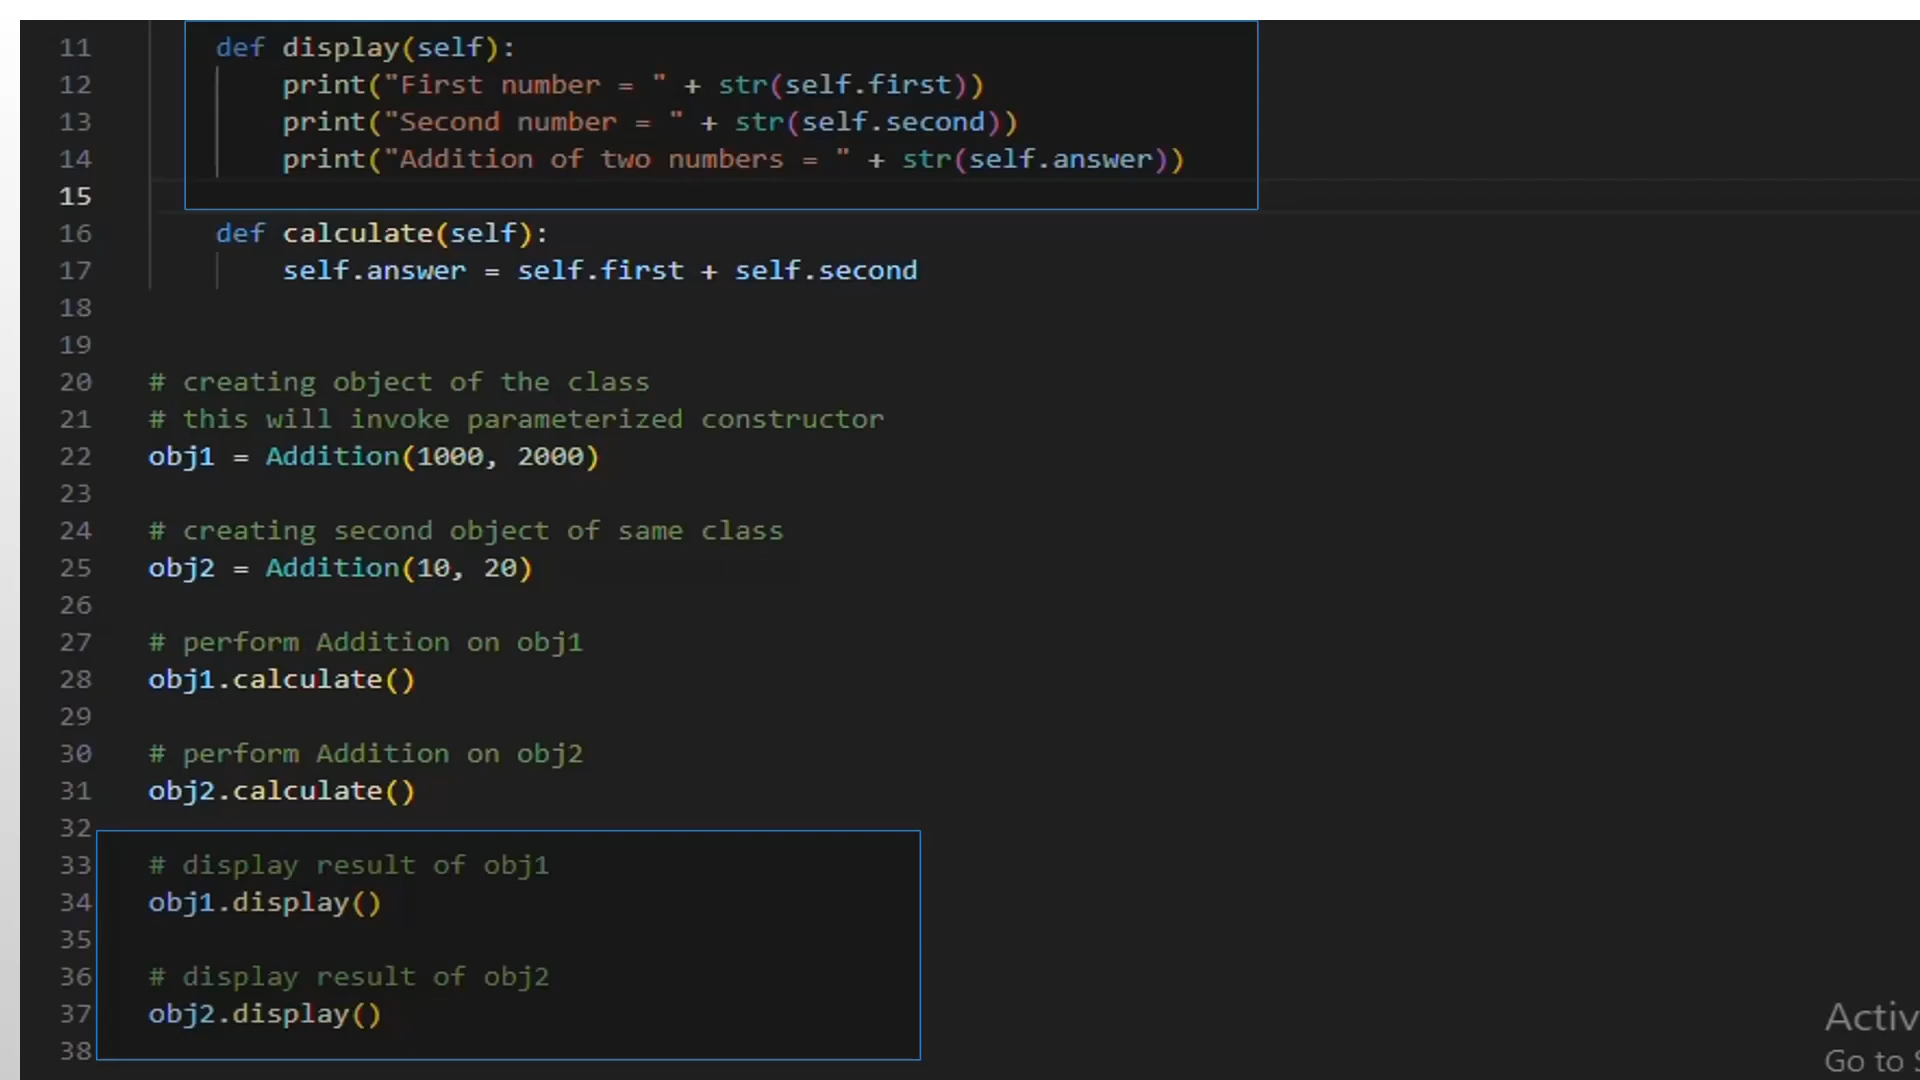 11 def display(self):
12 print("First number = " + str(self.first))
13 print("Second number = " + str(self.second))
14 print("Addition of two numbers = " + str(self.answer))
15
16 def calculate(self):
17 self.answer = self.first + self.second
18
19
20 # creating object of the class
21 # this will invoke parameterized constructor
22 obj1 = Addition(1000, 2000)
23
24 # creating second object of same class
25 obj2 = Addition(10, 20)
26
27 # perform Addition on obj1
28 obj1.calculate()
29
30 # perform Addition on obj2
31 obj2.calculate()
32
33 # display result of obj1
34 obj1.display()
35
36 # display result of obj2
37 obj2.display()
38
Activ
Go to S